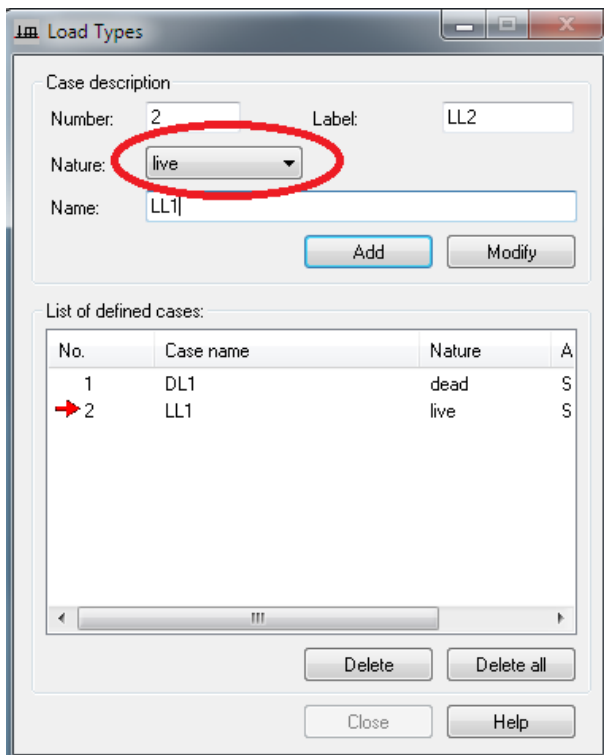 Load Types
Case description
Number: 2 Label: LL2
Nature: live
Name: LL1
Add Modify
List of defined cases:
No. Case name Nature A
1 DL1 dead S
2 LL1 live S
Delete Delete all
Close Help